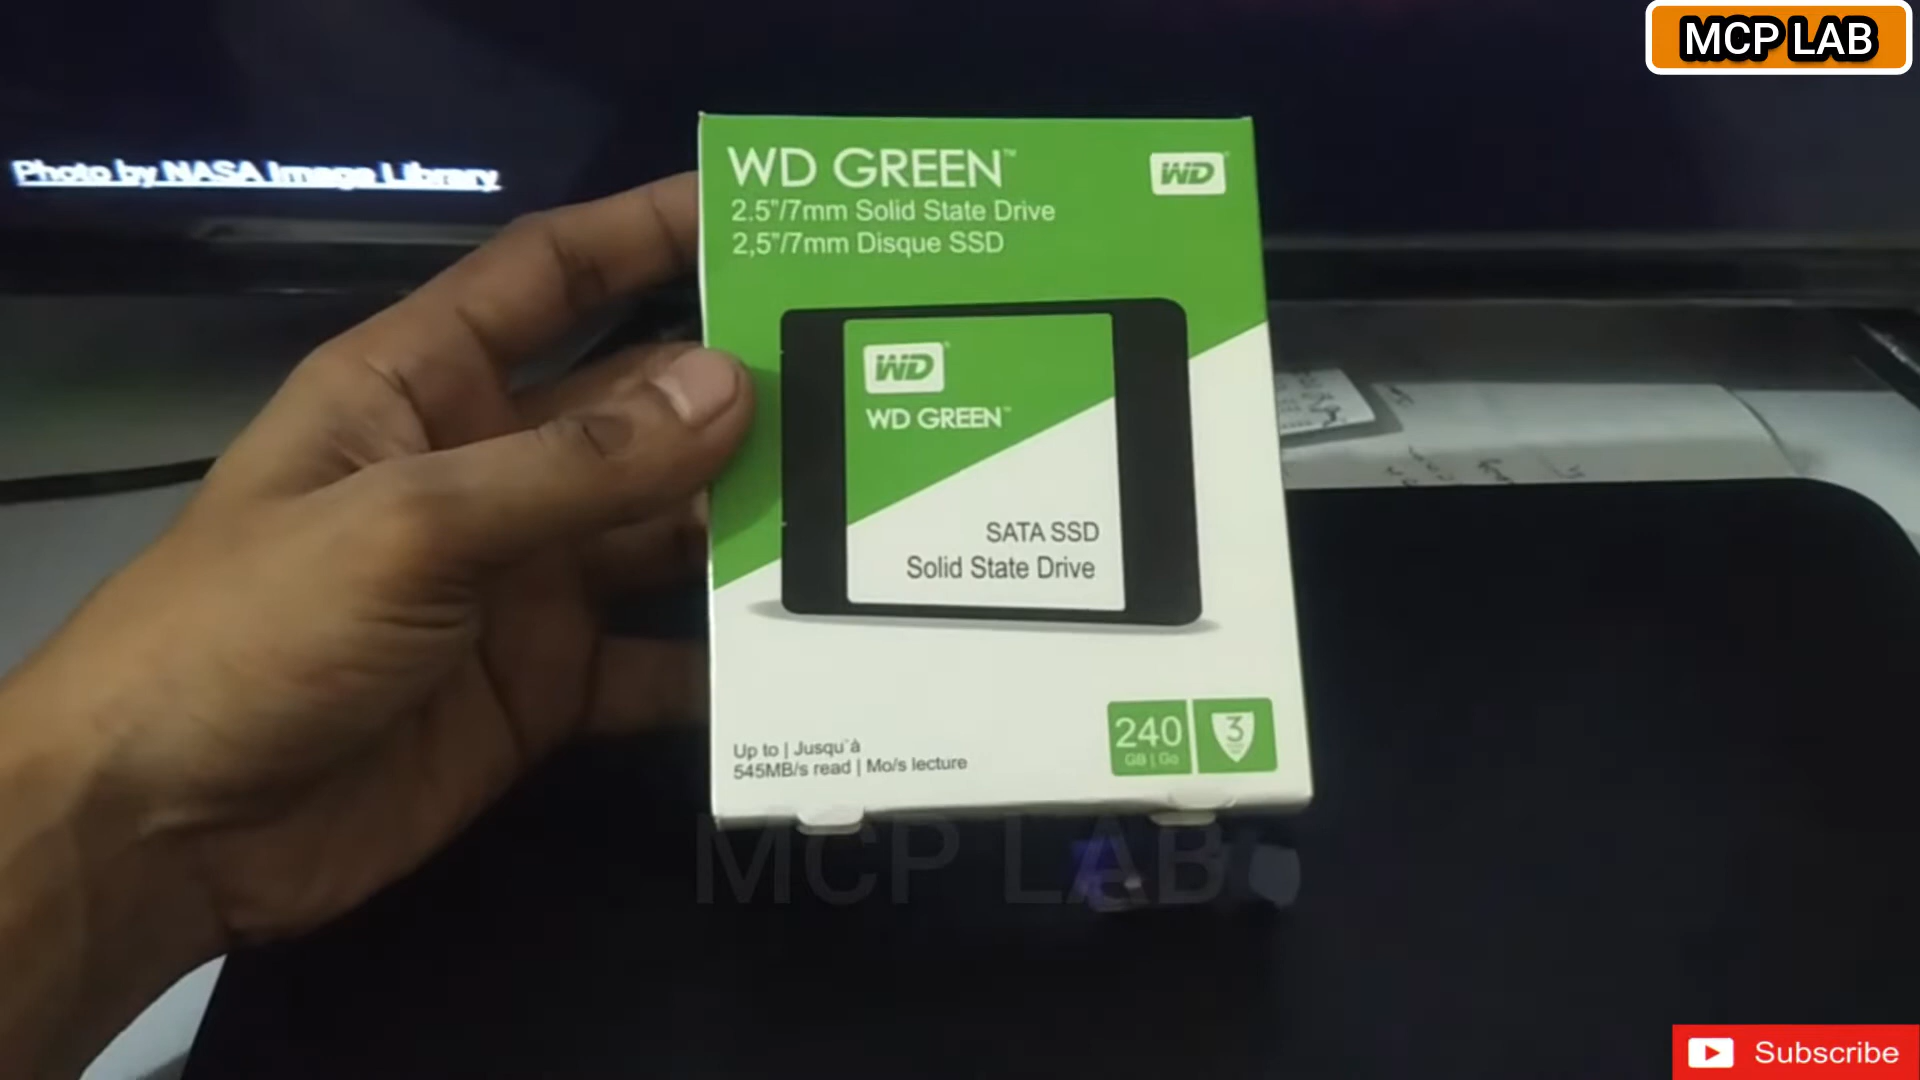 MCP LAB
Photo by NASA Image Library
WD GREEN™
WD
2.5"/7mm Solid State Drive
2,5"/7mm Disque SSD
WD
WD GREEN™
SATA SSD
Solid State Drive
Up to | Jusqu'à
545MB/s read | Mo/s lecture
240
GB | Go
3
MCP LAB
Subscribe